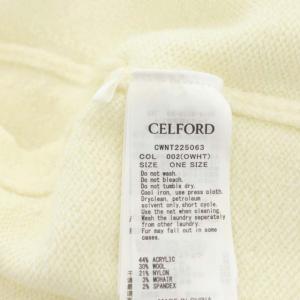 CELFORD
CWNT225063
COL 002(OWHT)
SIZE ONE SIZE
Do not wash.
Do not bleach.
Do not tumble dry.
Cool iron, use press cloth.
Dryclean, petroleum
solvent only, short cycle.
Use the net when cleaning.
Wash the laundry separately
from other laundry.
Fur may fall out in some
cases.
44% ACRYLIC
30% WOOL
21% NYLON
3% MOHAIR
2% SPANDEX
MADE IN